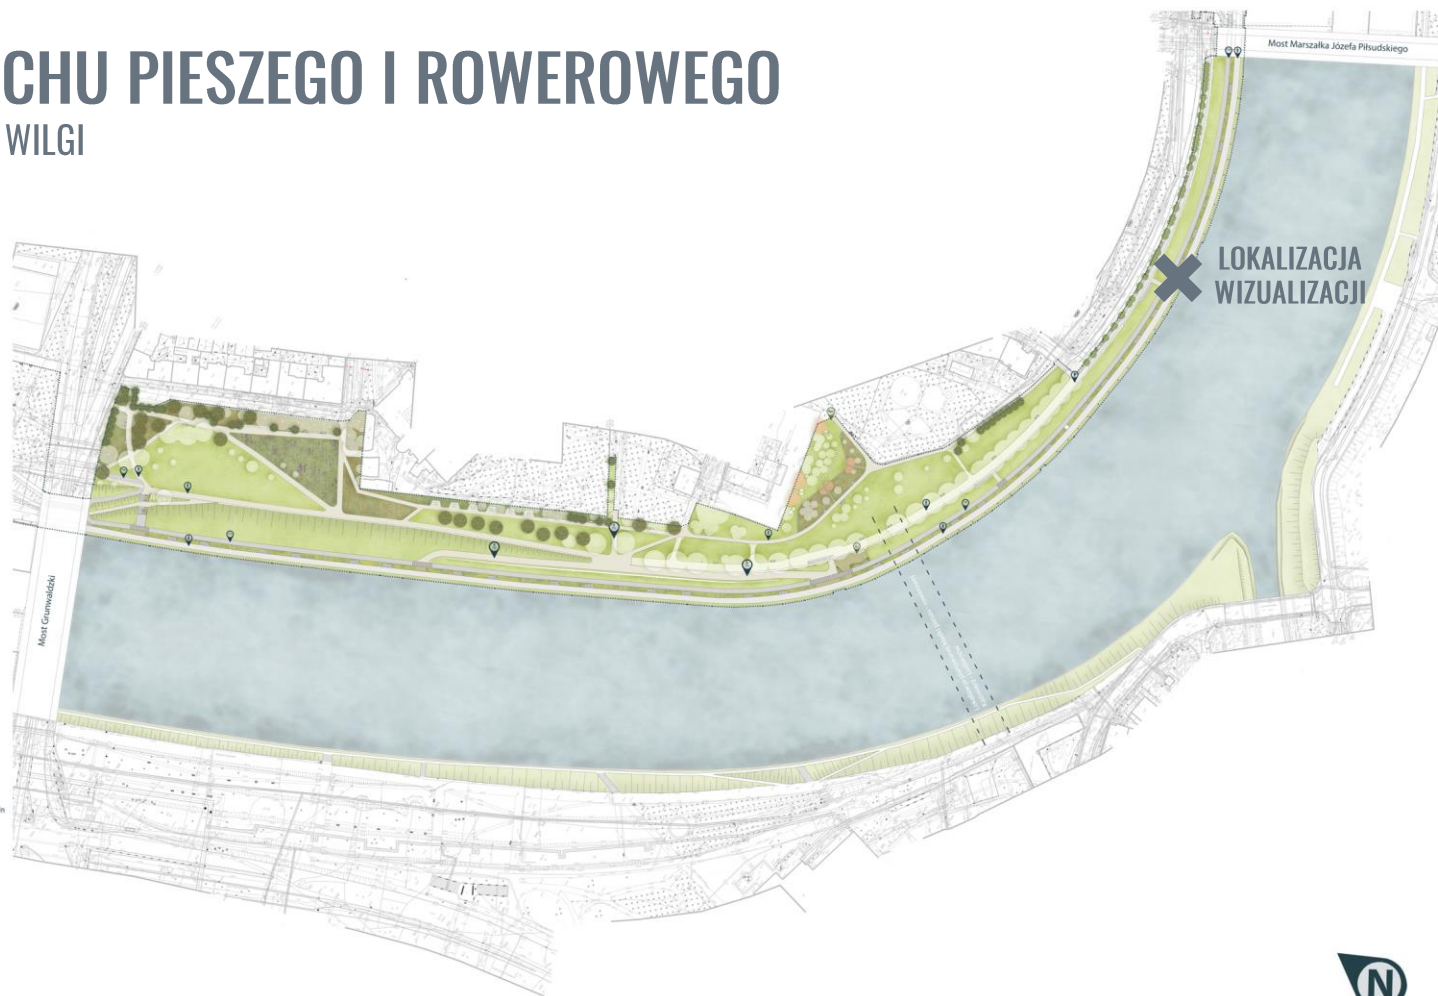 CHU PIESZEGO I ROWEROWEGO
WILGI
Most Marszałka Józefa Piłsudskiego
LOKALIZACJA
WIZUALIZACJI
Most Grunwaldzki
N